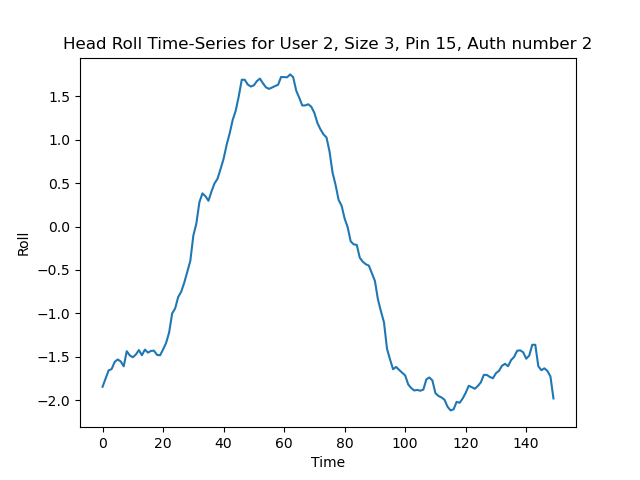 Head Roll Time-Series for User 2, Size 3, Pin 15, Auth number 2
1.5
1.0
0.5
0.0
−0.5
−1.0
−1.5
−2.0
Roll
0 20 40 60 80 100 120 140
Time